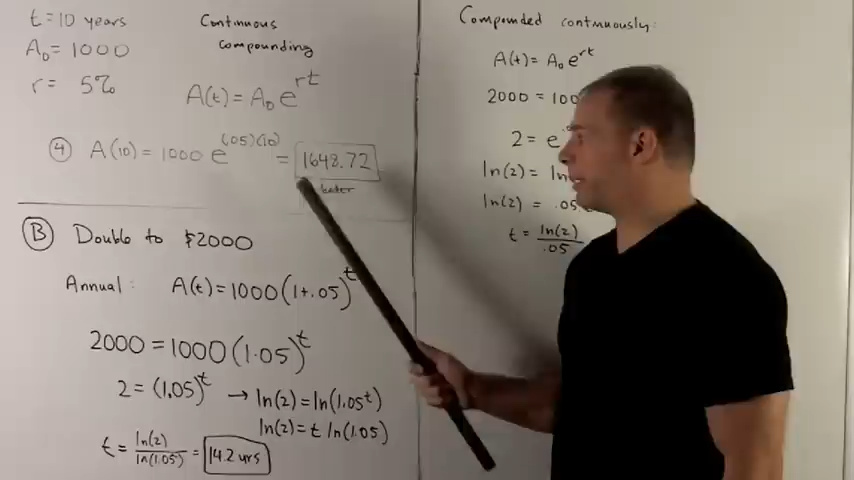 t = 10 years
A₀ = 1000
r = 5%
Continuous
compounding
A(t) = A₀ e^rt
④ A(10) = 1000 e^(.05)(10) = 1648.72
Ⓑ Double to $2000
Annual: A(t) = 1000(1+.05)^t
2000 = 1000(1.05)^t
2 = (1.05)^t → ln(2) = ln(1.05^t)
ln(2) = t ln(1.05)
t = ln(2)/ln(1.05) = 14.2 yrs
Compounded continuously:
A(t) = A₀ e^rt
2000 = 100
2 = e^.0
ln(2) = ln
ln(2) = .05
t = ln(2)/.05